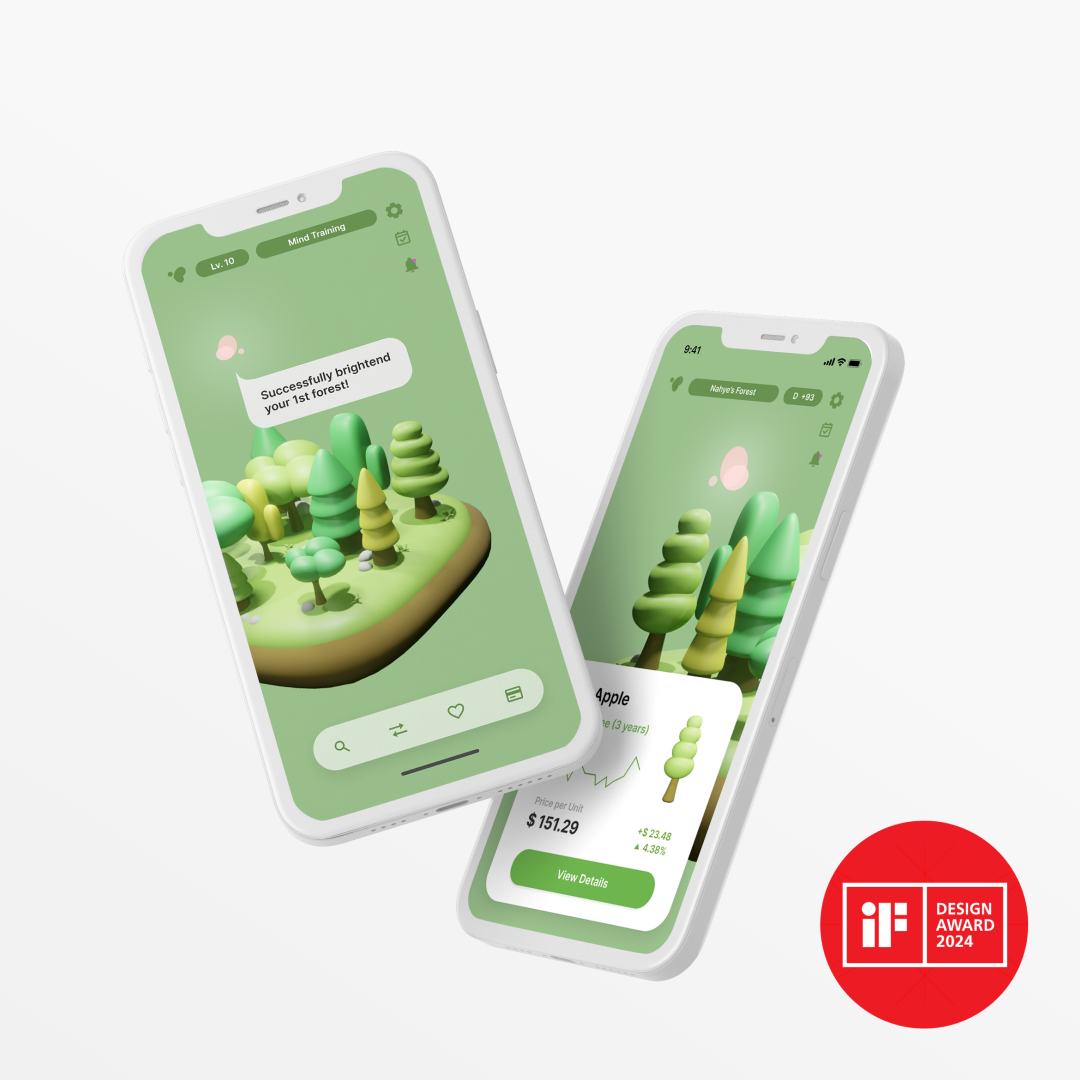 Lv. 10
Mind Training
Successfully brightend
your 1st forest!
9:41
Nahye's Forest
D +93
Apple
(3 years)
Price per Unit
$ 151.29
+$ 23.48
▲ 4.38%
View Details
iF
DESIGN
AWARD
2024